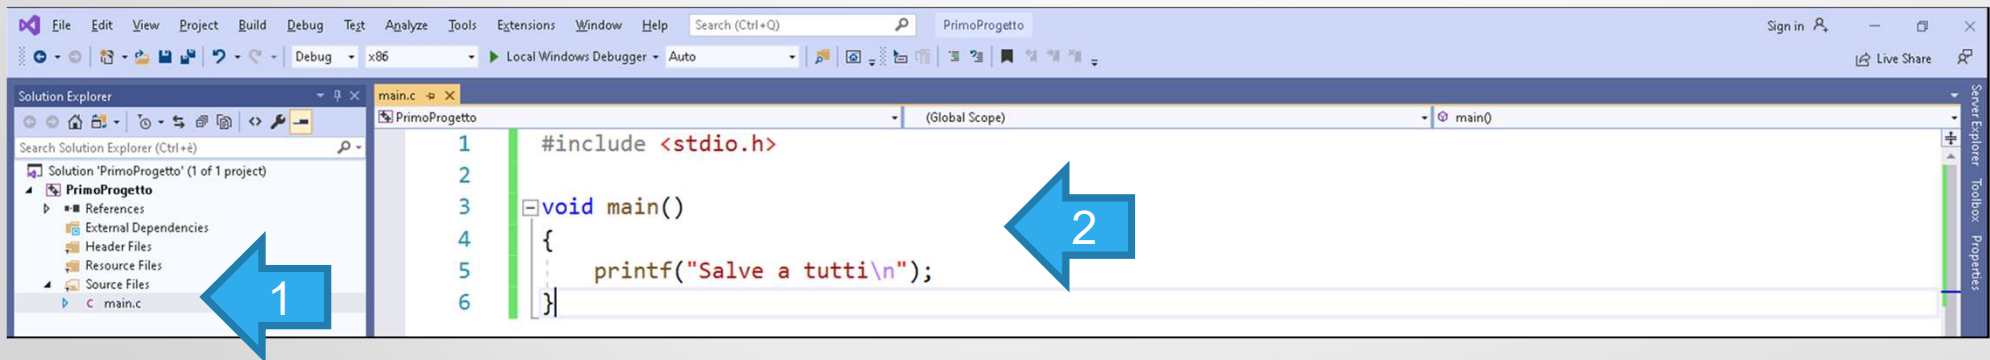 File Edit View Project Build Debug Test Analyze Tools Extensions Window Help Search (Ctrl+Q) PrimoProgetto Sign in
Debug x86 Local Windows Debugger Auto Live Share
Solution Explorer
Search Solution Explorer (Ctrl+è)
Solution 'PrimoProgetto' (1 of 1 project)
PrimoProgetto
References
External Dependencies
Header Files
Resource Files
Source Files
C main.c
1
main.c
PrimoProgetto (Global Scope) main()
1 #include <stdio.h>
2
3 void main()
4 {
5 printf("Salve a tutti\n");
6 }
2
Server Explorer Toolbox Properties